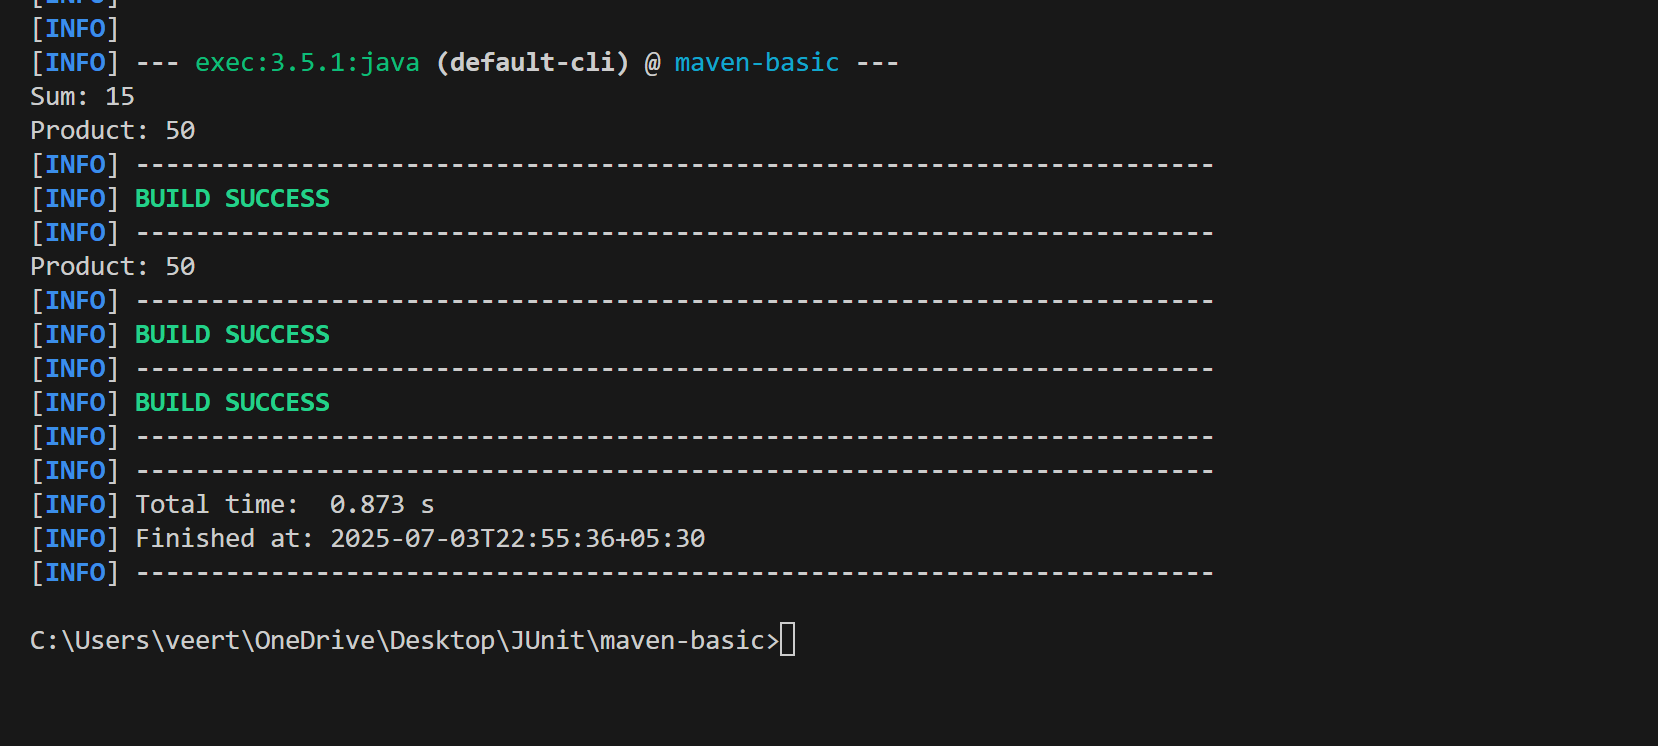 [INFO]
[INFO]
[INFO] --- exec:3.5.1:java (default-cli) @ maven-basic ---
Sum: 15
Product: 50
[INFO] ------------------------------------------------------------------------
[INFO] BUILD SUCCESS
[INFO] ------------------------------------------------------------------------
Product: 50
[INFO] ------------------------------------------------------------------------
[INFO] BUILD SUCCESS
[INFO] ------------------------------------------------------------------------
[INFO] BUILD SUCCESS
[INFO] ------------------------------------------------------------------------
[INFO] ------------------------------------------------------------------------
[INFO] Total time:  0.873 s
[INFO] Finished at: 2025-07-03T22:55:36+05:30
[INFO] ------------------------------------------------------------------------
C:\Users\veert\OneDrive\Desktop\JUnit\maven-basic>